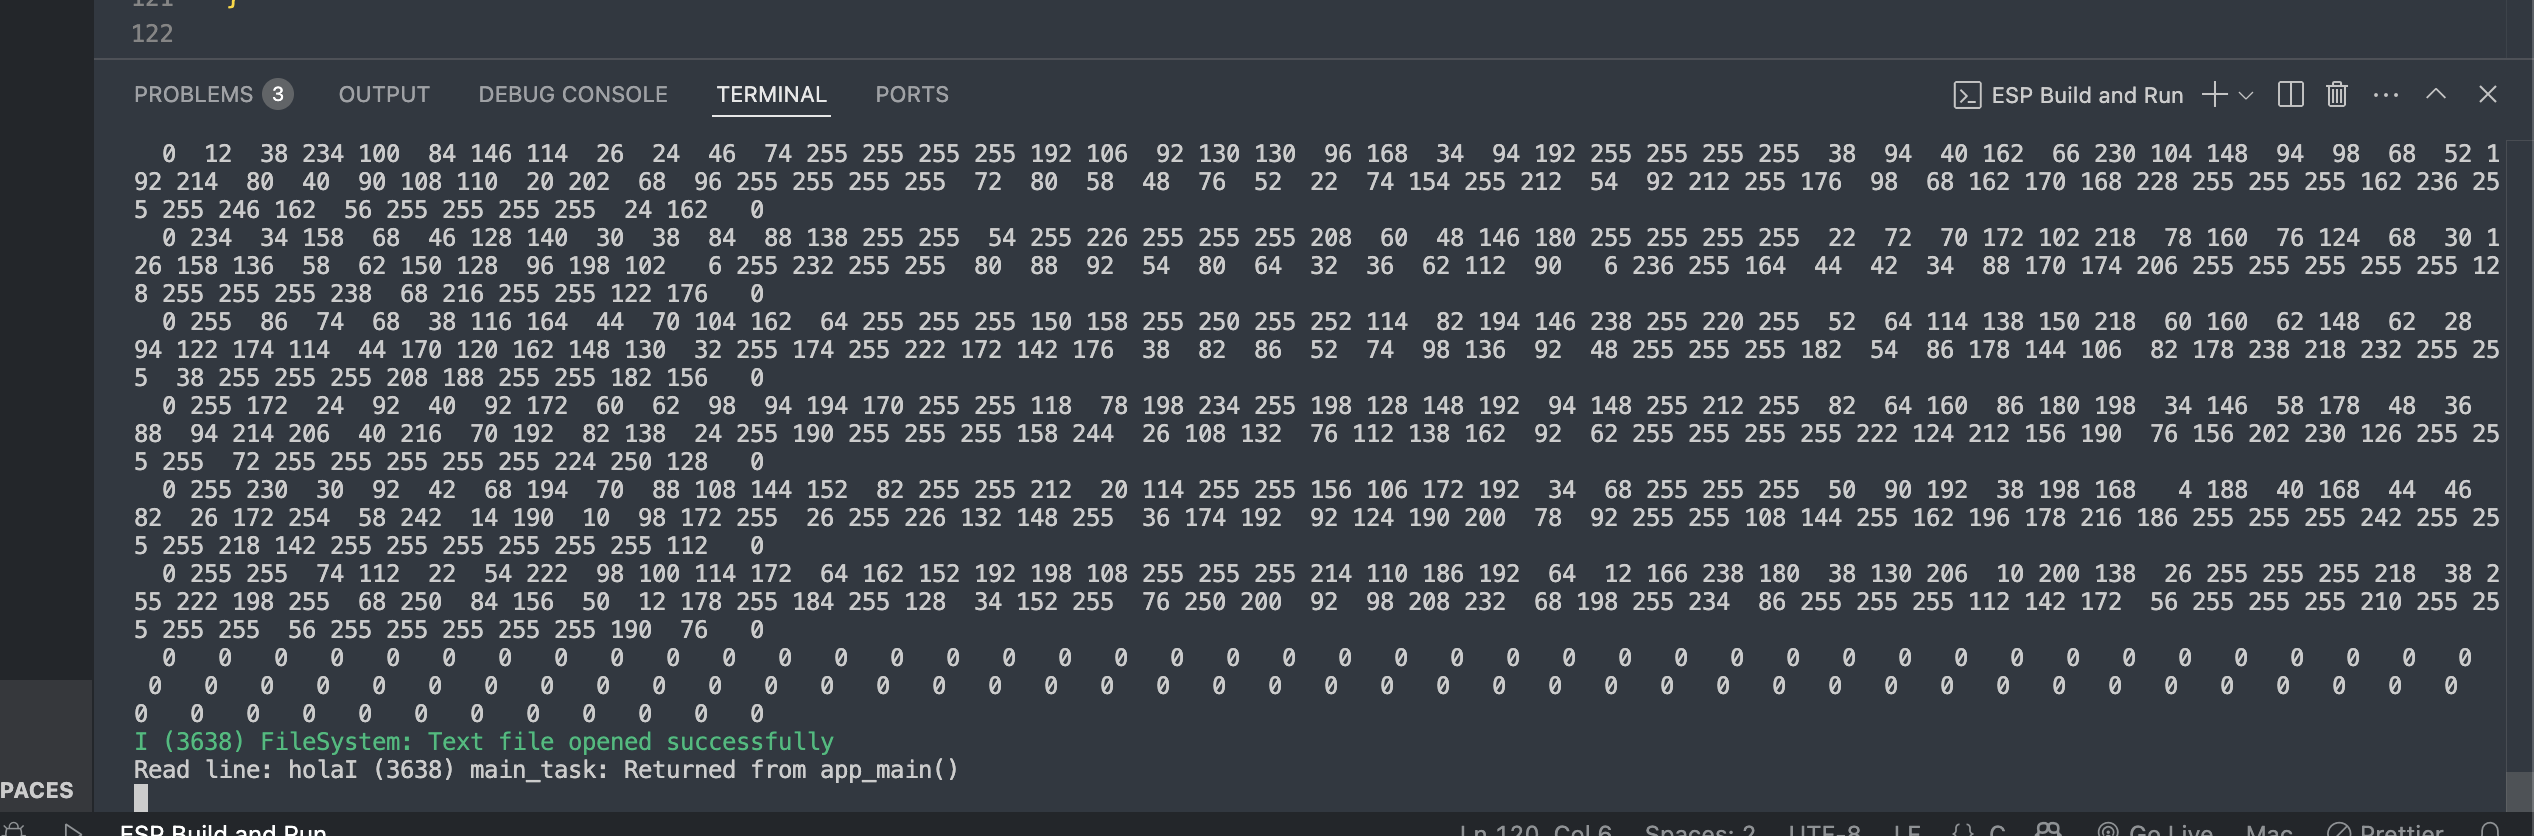 122
PROBLEMS 3 OUTPUT DEBUG CONSOLE TERMINAL PORTS ESP Build and Run
0 12 38 234 100 84 146 114 26 24 46 74 255 255 255 255 192 106 92 130 130 96 168 34 94 192 255 255 255 255 38 94 40 162 66 230 104 148 94 98 68 52 1
92 214 80 40 90 108 110 20 202 68 96 255 255 255 255 72 80 58 48 76 52 22 74 154 255 212 54 92 212 255 176 98 68 162 170 168 228 255 255 255 162 236 25
5 255 246 162 56 255 255 255 255 24 162 0
0 234 34 158 68 46 128 140 30 38 84 88 138 255 255 54 255 226 255 255 255 208 60 48 146 180 255 255 255 255 22 72 70 172 102 218 78 160 76 124 68 30 1
26 158 136 58 62 150 128 96 198 102 6 255 232 255 255 80 88 92 54 80 64 32 36 62 112 90 6 236 255 164 44 42 34 88 170 174 206 255 255 255 255 255 12
8 255 255 255 238 68 216 255 255 122 176 0
0 255 86 74 68 38 116 164 44 70 104 162 64 255 255 255 150 158 255 250 255 252 114 82 194 146 238 255 220 255 52 64 114 138 150 218 60 160 62 148 62 28
94 122 174 114 44 170 120 162 148 130 32 255 174 255 222 172 142 176 38 82 86 52 74 98 136 92 48 255 255 255 182 54 86 178 144 106 82 178 238 218 232 255 25
5 38 255 255 255 208 188 255 255 182 156 0
0 255 172 24 92 40 92 172 60 62 98 94 194 170 255 255 118 78 198 234 255 198 128 148 192 94 148 255 212 255 82 64 160 86 180 198 34 146 58 178 48 36
88 94 214 206 40 216 70 192 82 138 24 255 190 255 255 255 158 244 26 108 132 76 112 138 162 92 62 255 255 255 255 222 124 212 156 190 76 156 202 230 126 255 25
5 255 72 255 255 255 255 255 224 250 128 0
0 255 230 30 92 42 68 194 70 88 108 144 152 82 255 255 212 20 114 255 255 156 106 172 192 34 68 255 255 255 50 90 192 38 198 168 4 188 40 168 44 46
82 26 172 254 58 242 14 190 10 98 172 255 26 255 226 132 148 255 36 174 192 92 124 190 200 78 92 255 255 108 144 255 162 196 178 216 186 255 255 255 242 255 25
5 255 218 142 255 255 255 255 255 255 112 0
0 255 255 74 112 22 54 222 98 100 114 172 64 162 152 192 198 108 255 255 255 214 110 186 192 64 12 166 238 180 38 130 206 10 200 138 26 255 255 255 218 38 2
55 222 198 255 68 250 84 156 50 12 178 255 184 255 128 34 152 255 76 250 200 92 98 208 232 68 198 255 234 86 255 255 255 112 142 172 56 255 255 255 210 255 25
5 255 255 56 255 255 255 255 255 190 76 0
0 0 0 0 0 0 0 0 0 0 0 0 0 0 0 0 0 0 0 0 0 0 0 0 0 0 0 0 0 0 0 0 0 0 0 0 0 0 0 0 0 0
0 0 0 0 0 0 0 0 0 0 0 0 0 0 0 0 0 0 0 0 0 0 0 0 0 0 0 0 0 0 0 0 0 0 0 0 0 0 0 0 0 0
0 0 0 0 0 0 0 0 0 0 0 0
I (3638) FileSystem: Text file opened successfully
Read line: holaI (3638) main_task: Returned from app_main()
PACES
ESP Build and Run Ln 120, Col 6 Spaces: 2 UTF-8 LF {} C Go Live Mac Prettier